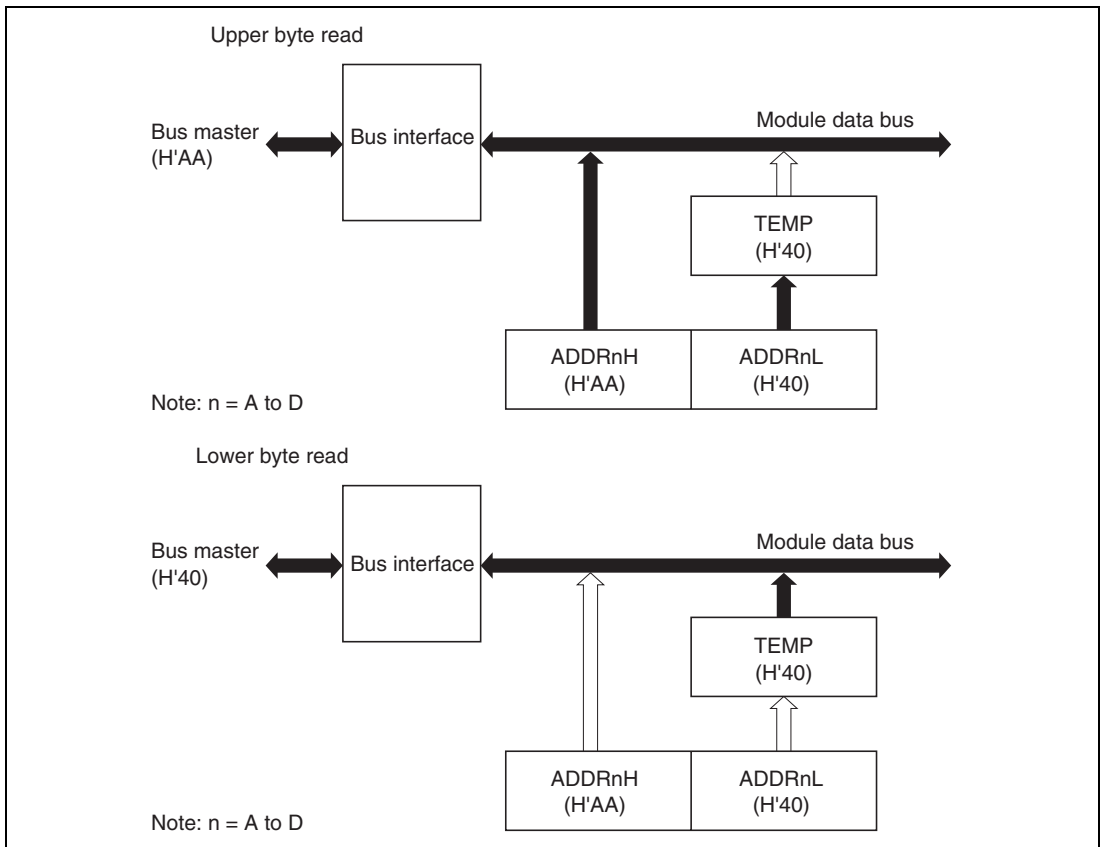 Upper byte read
Bus master
(H'AA)
Bus interface
Module data bus
TEMP
(H'40)
ADDRnH
(H'AA)
ADDRnL
(H'40)
Note: n = A to D
Lower byte read
Bus master
(H'40)
Bus interface
Module data bus
TEMP
(H'40)
ADDRnH
(H'AA)
ADDRnL
(H'40)
Note: n = A to D